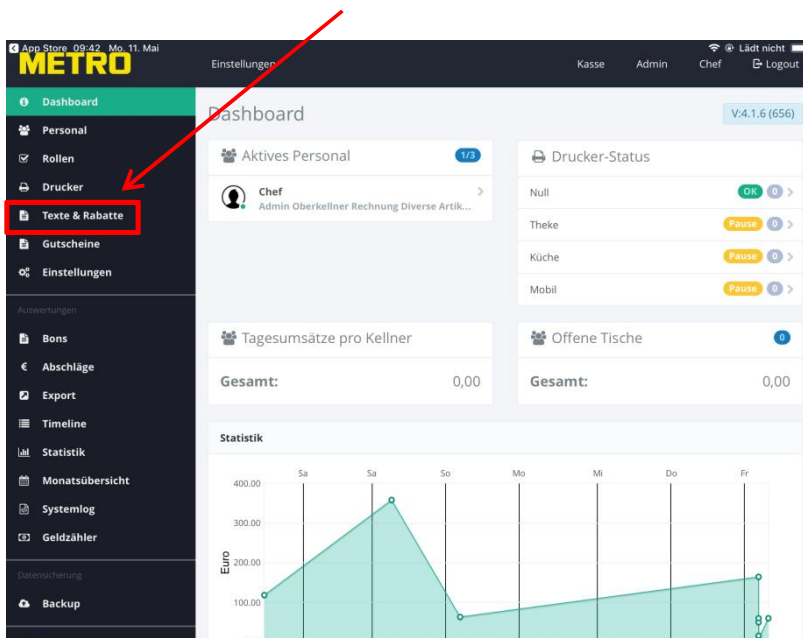 App Store 09:42 Mo. 11. Mai
Lädt nicht
METRO
Einstellungen
Kasse
Admin
Chef
Logout
Dashboard
Personal
Rollen
Drucker
Texte & Rabatte
Gutscheine
Einstellungen
Auswertungen
Bons
Abschläge
Export
Timeline
Statistik
Monatsübersicht
Systemlog
Geldzähler
Datensicherung
Backup
Dashboard
V:4.1.6 (656)
Aktives Personal
1/3
Chef
Admin Oberkellner Rechnung Diverse Artik...
Drucker-Status
Null
OK 0
Theke
Pause 0
Küche
Pause 0
Mobil
Pause 0
Tagesumsätze pro Kellner
Gesamt: 0,00
Offene Tische
0
Gesamt: 0,00
Statistik
Sa Sa So Mo Mi Do Fr
400.00
300.00
200.00
100.00
Euro